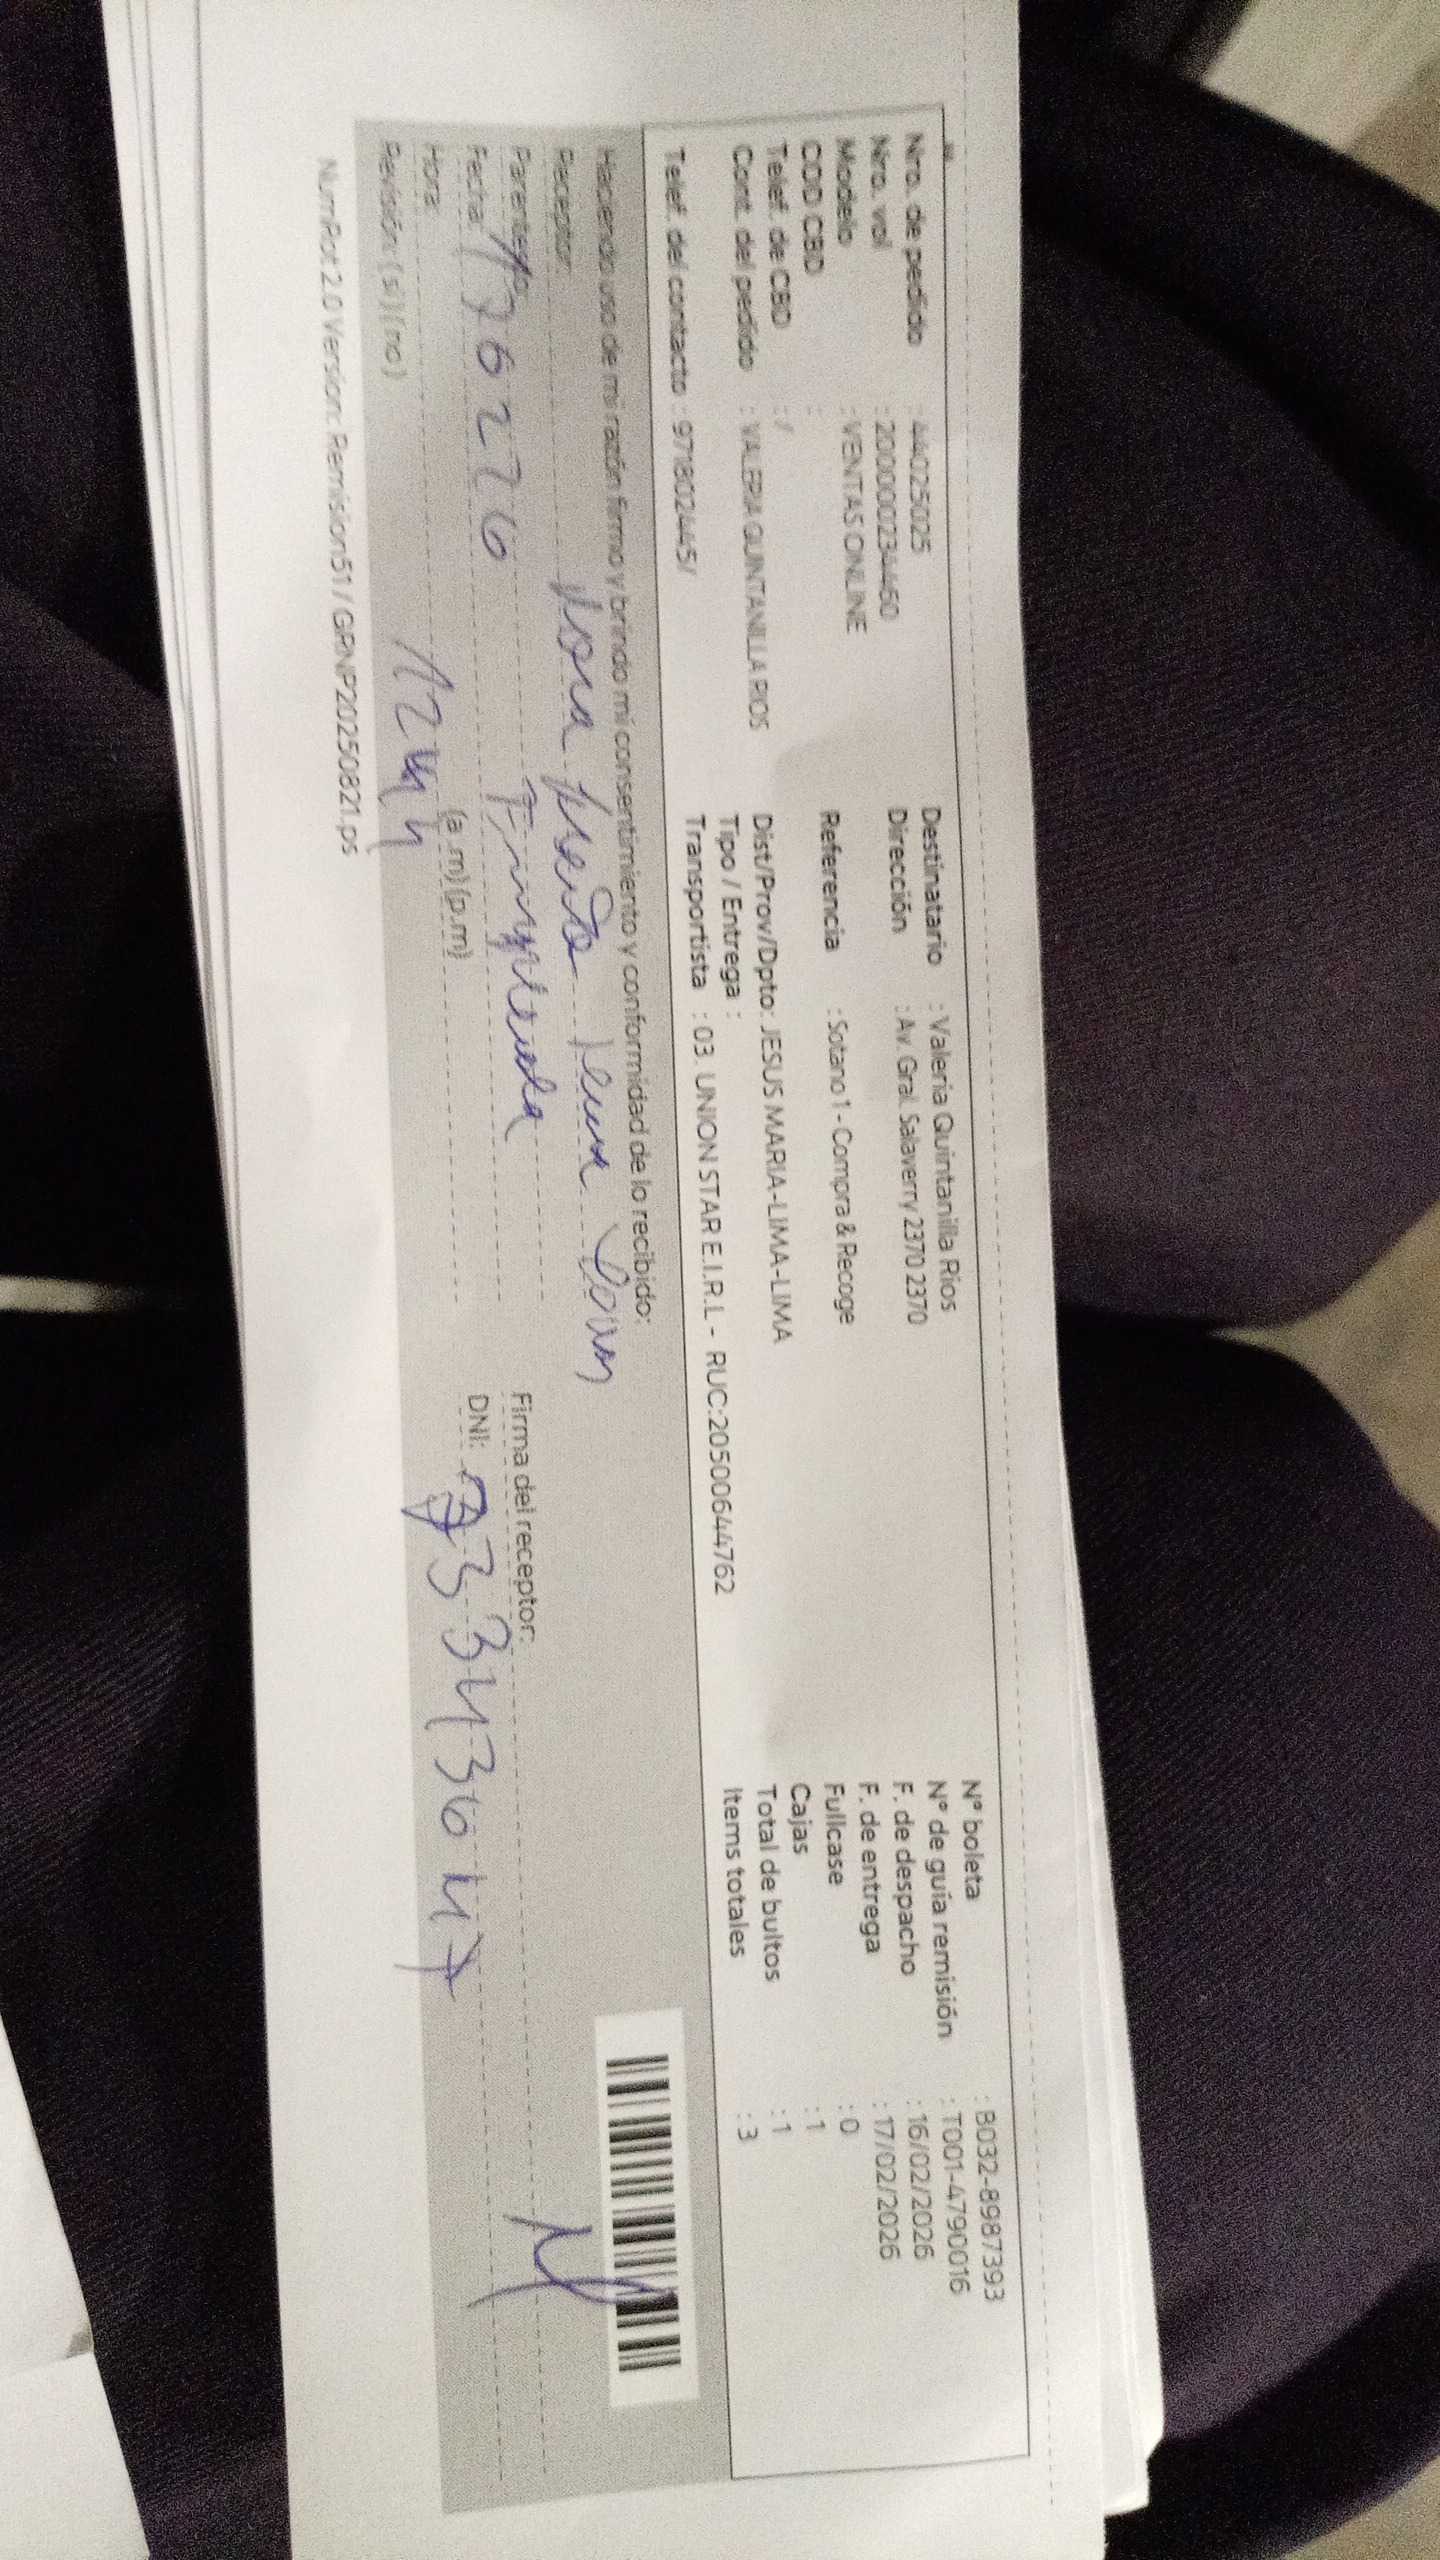 Nro. de pedido : 44025025
Nro. vol : 2000002344460
Modelo : VENTAS ONLINE
COD CBD :
Telef. de CBD : /
Cont. del pedido : VALERIA QUINTANILLA RIOS
Telef. del contacto : 971802445/
Destinatario : Valeria Quintanilla Rios
Dirección : Av. Gral. Salaverry 2370 2370
Referencia : Sotano 1 - Compra & Recoge
Dist/Prov/Dpto: JESUS MARIA-LIMA-LIMA
Tipo / Entrega :
Transportista : 03. UNION STAR E.I.R.L - RUC:20500644762
N° boleta : B032-8987393
N° de guía remisión : T001-4790016
F. de despacho : 16/02/2026
F. de entrega : 17/02/2026
Fullcase : 0
Cajas : 1
Total de bultos : 1
Items totales : 3
Haciendo uso de mi razón firmo y brindo mi consentimiento y conformidad de lo recibido:
Receptor:
Parentesco:
Fecha:
Hora: (a.m) (p.m)
Revisión: (si) (no)
Firma del receptor:
DNI:
NumRot 2.0 Version: Remision51 / GRNP20250821.ps